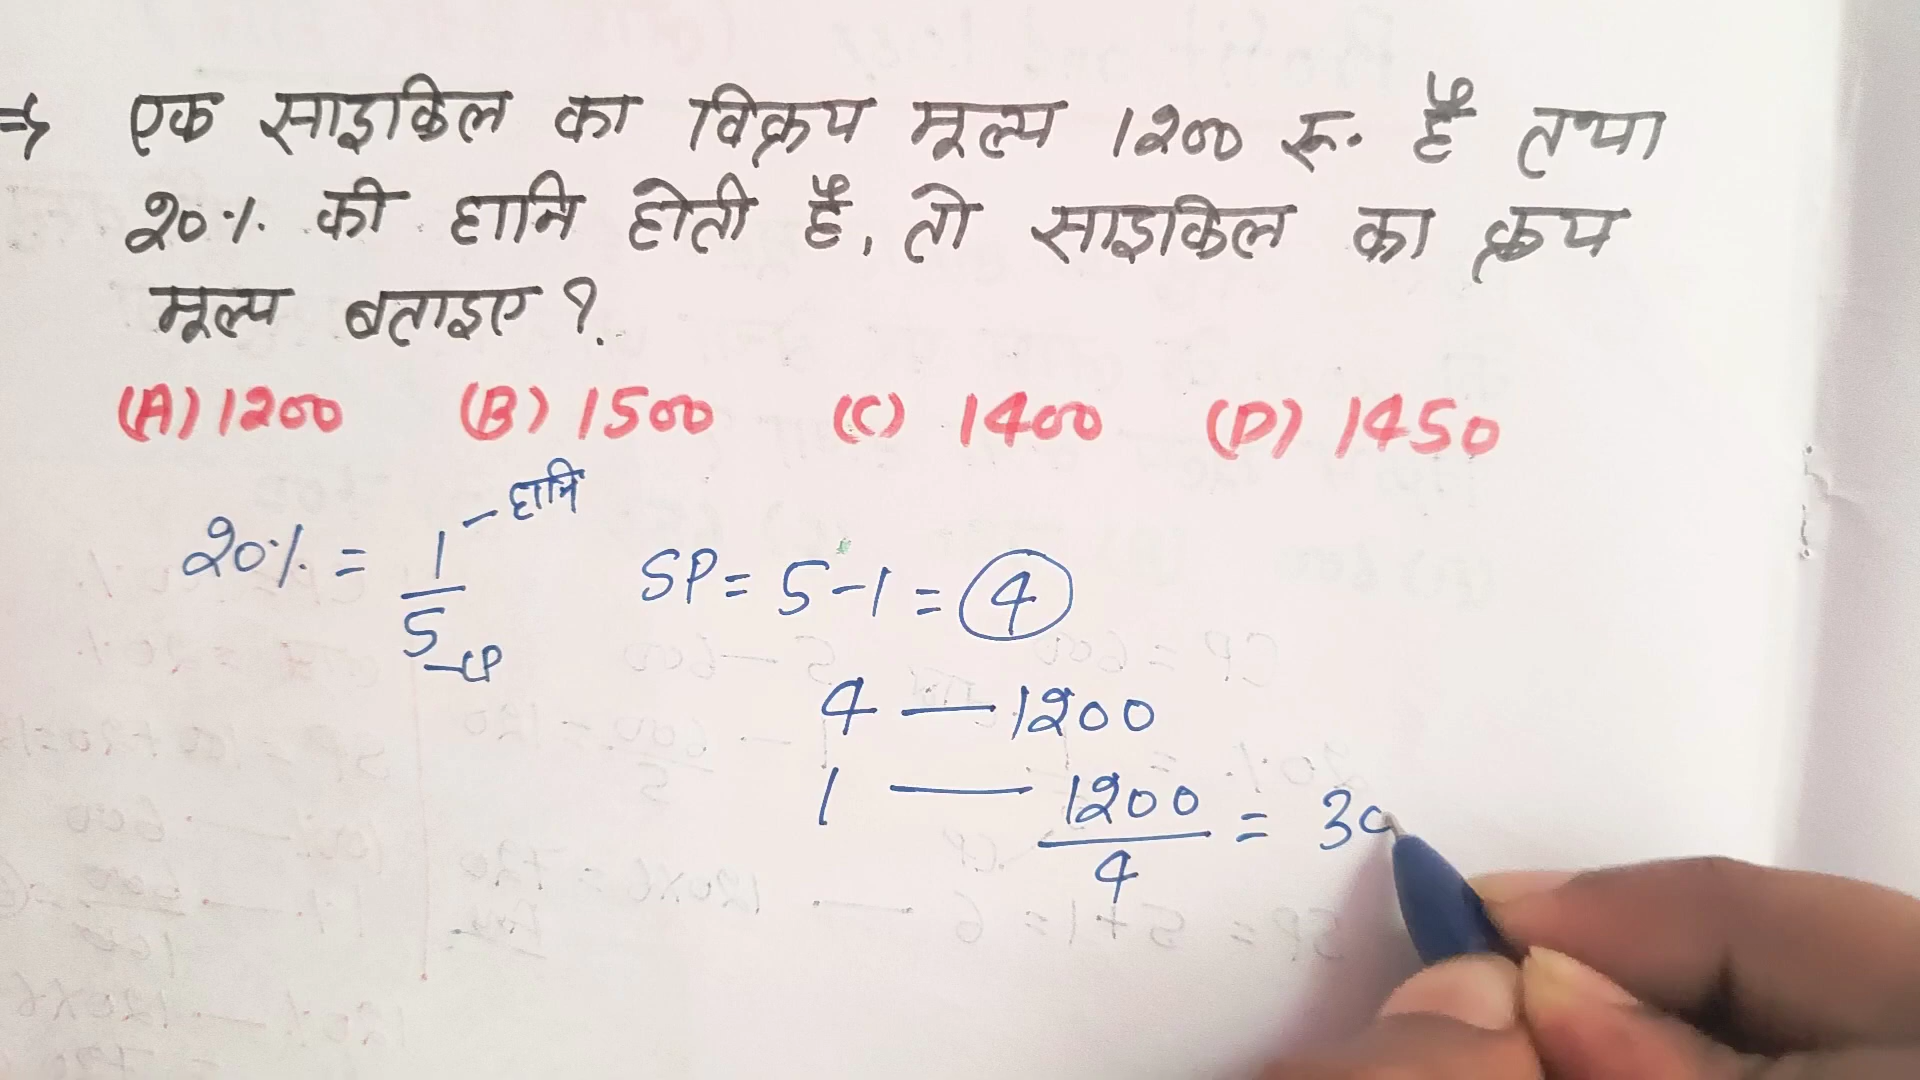 ⇒ एक साइकिल का विक्रय मूल्य 1200 रू. है तथा
20% की हानि होती है, तो साइकिल का क्रय
मूल्य बताइए ?
(A) 1200 (B) 1500 (C) 1400 (D) 1450
20% = 1/5 - हानि - CP SP = 5-1 = 4
4 — 1200
1 — 1200/4 = 30